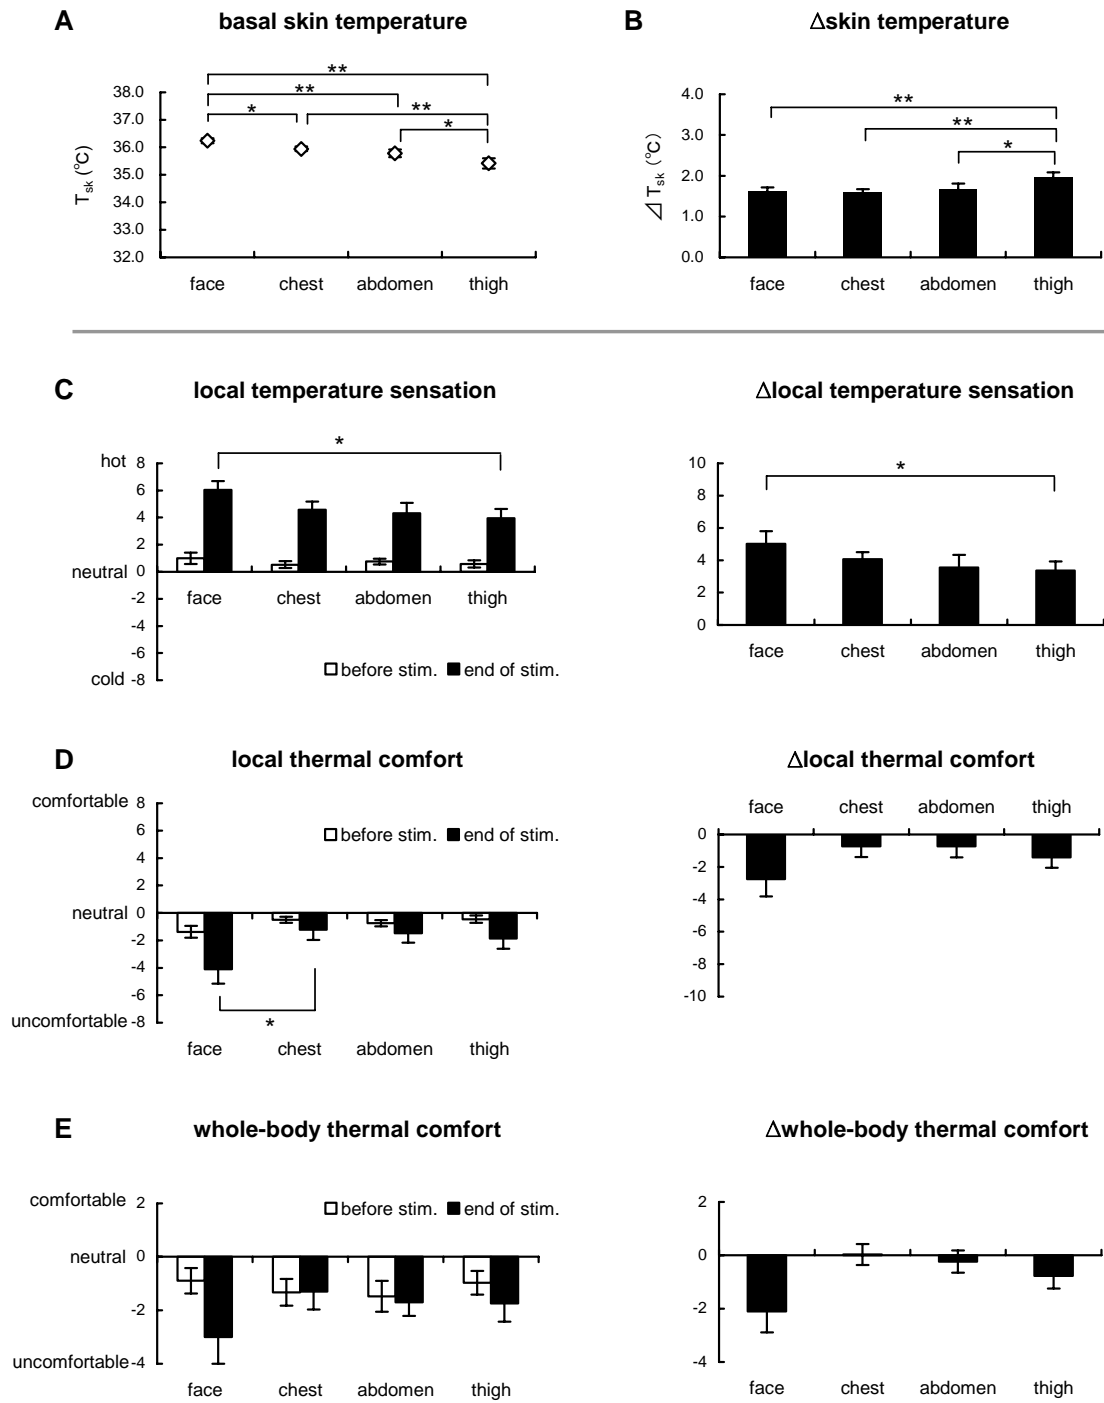 A basal skin temperature
B Δskin temperature
**
**
* **
*
38.0
37.0
36.0
35.0
34.0
33.0
32.0
Tsk (°C)
face chest abdomen thigh
**
**
*
4.0
3.0
2.0
1.0
0.0
⊿ Tsk (°C)
face chest abdomen thigh
C local temperature sensation
*
hot 8
6
4
2
neutral 0
-2
-4
-6
cold -8
face chest abdomen thigh
before stim. end of stim.
Δlocal temperature sensation
*
10
8
6
4
2
0
face chest abdomen thigh
D local thermal comfort
comfortable 8
6
4
2
neutral 0
-2
-4
-6
uncomfortable -8
before stim. end of stim.
*
face chest abdomen thigh
Δlocal thermal comfort
face chest abdomen thigh
0
-2
-4
-6
-8
-10
E whole-body thermal comfort
comfortable 2
neutral 0
-2
uncomfortable -4
before stim. end of stim.
face chest abdomen thigh
Δwhole-body thermal comfort
2
0
-2
-4
face chest abdomen thigh